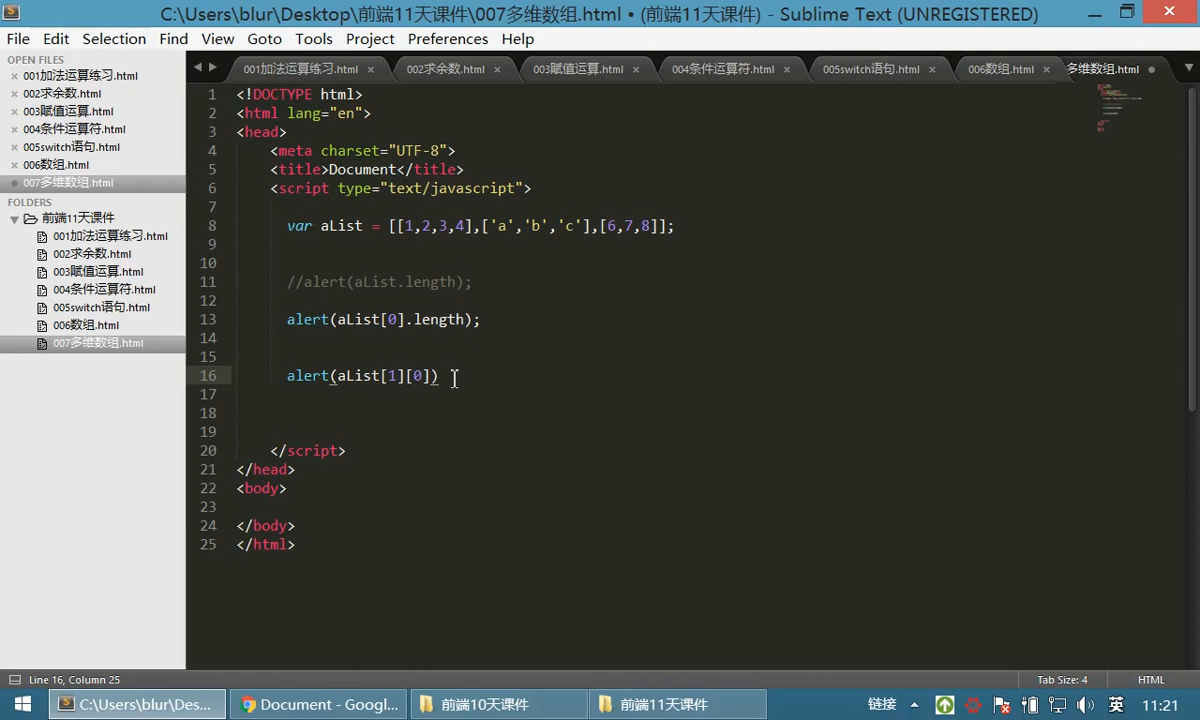 C:\Users\blur\Desktop\前端11天课件\007多维数组.html • (前端11天课件) - Sublime Text (UNREGISTERED)
File Edit Selection Find View Goto Tools Project Preferences Help
OPEN FILES
001加法运算练习.html
002求余数.html
003赋值运算.html
004条件运算符.html
005switch语句.html
006数组.html
007多维数组.html
FOLDERS
前端11天课件
001加法运算练习.html
002求余数.html
003赋值运算.html
004条件运算符.html
005switch语句.html
006数组.html
007多维数组.html
001加法运算练习.html 002求余数.html 003赋值运算.html 004条件运算符.html 005switch语句.html 006数组.html 多维数组.html
1 <!DOCTYPE html>
2 <html lang="en">
3 <head>
4 <meta charset="UTF-8">
5 <title>Document</title>
6 <script type="text/javascript">
7
8 var aList = [[1,2,3,4],['a','b','c'],[6,7,8]];
9
10
11 //alert(aList.length);
12
13 alert(aList[0].length);
14
15
16 alert(aList[1][0])
17
18
19
20 </script>
21 </head>
22 <body>
23
24 </body>
25 </html>
Line 16, Column 25 Tab Size: 4 HTML
C:\Users\blur\Des... Document - Googl... 前端10天课件 前端11天课件 链接 英 11:21